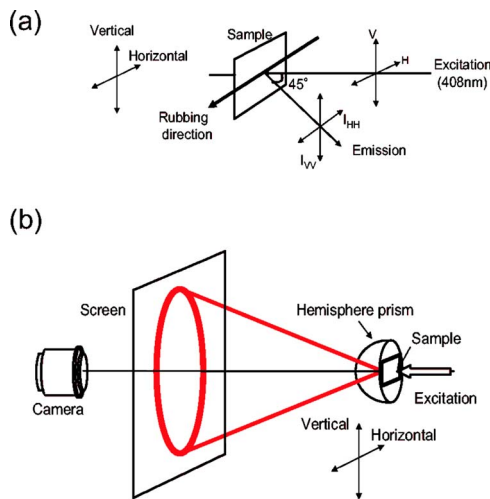 (a)
Vertical
Horizontal
Sample
V
H
Excitation
(408nm)
45°
Rubbing
direction
I_HH
I_VV
Emission
(b)
Screen
Hemisphere prism
Sample
Camera
Excitation
Vertical
Horizontal